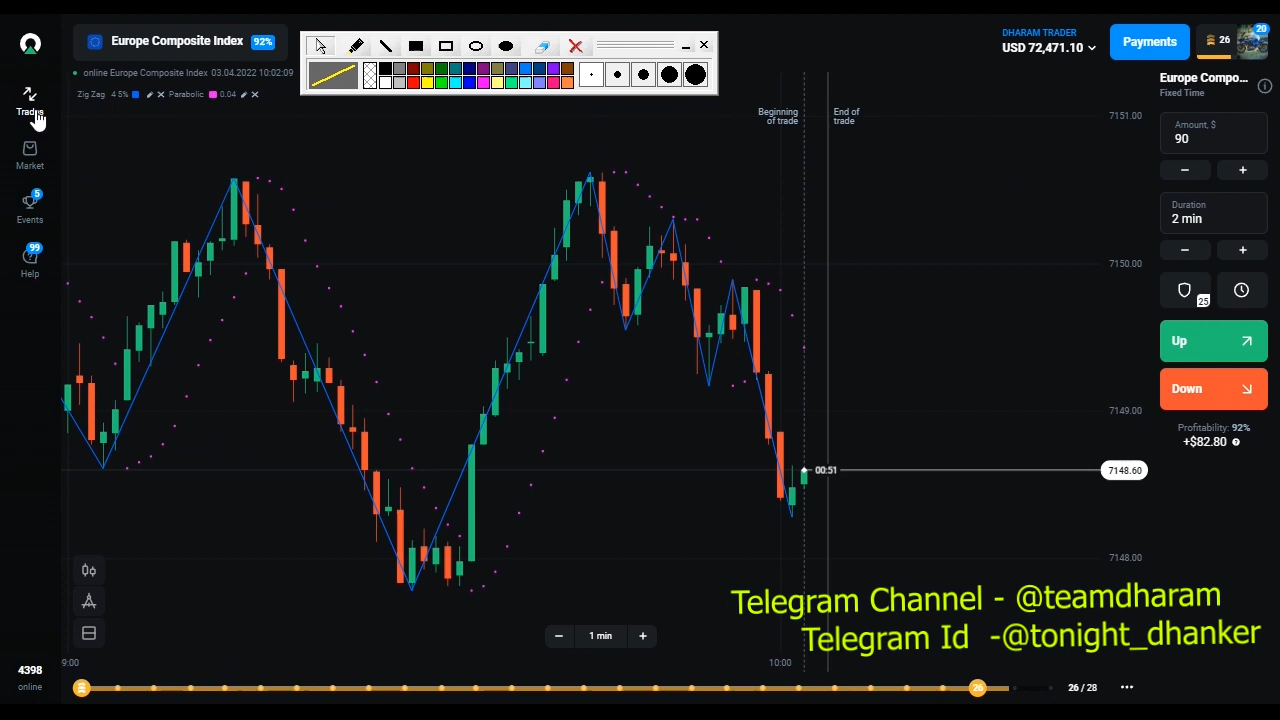 Europe Composite Index 92%
online Europe Composite Index 03.04.2022 10:02:09
Zig Zag 45% Parabolic 0.04
DHARAM TRADER
USD 72,471.10
Payments
26
20
Europe Compo...
Fixed Time
Amount, $
90
Duration
2 min
25
Up
Down
Profitability: 92%
+$82.80
Trades
Market
5
Events
99
Help
Beginning
of trade
End of
trade
7151.00
7150.00
7149.00
00:51
7148.60
7148.00
Telegram Channel - @teamdharam
Telegram Id -@tonight_dhanker
1 min
9:00
10:00
4398
online
26
26 / 28